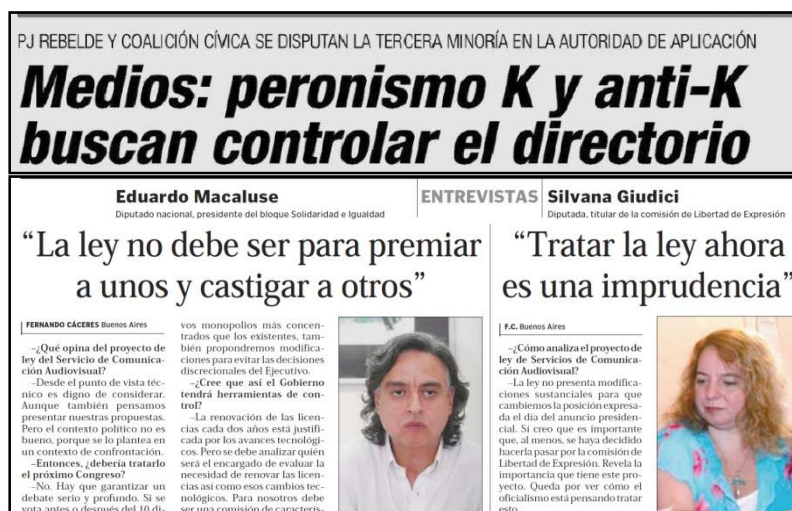 PJ REBELDE Y COALICIÓN CÍVICA SE DISPUTAN LA TERCERA MINORÍA EN LA AUTORIDAD DE APLICACIÓN
Medios: peronismo K y anti-K
buscan controlar el directorio
Eduardo Macaluse
Diputado nacional, presidente del bloque Solidaridad e Igualdad
ENTREVISTAS
Silvana Giudici
Diputada, titular de la comisión de Libertad de Expresión
“La ley no debe ser para premiar
a unos y castigar a otros”
FERNANDO CÁCERES Buenos Aires
–¿Qué opina del proyecto de
ley del Servicio de Comunica-
ción Audiovisual?
–Desde el punto de vista téc-
nico es digno de considerar.
Aunque también pensamos
presentar nuestras propuestas.
Pero el contexto político no es
bueno, porque se lo plantea en
un contexto de confrontación.
–Entonces, ¿debería tratarlo
el próximo Congreso?
–No. Hay que garantizar un
debate serio y profundo. Si se
vota antes o después del 10 di-
vos monopolios más concen-
trados que los existentes, tam-
bién propondremos modifica-
ciones para evitar las decisiones
discrecionales del Ejecutivo.
–¿Cree que así el Gobierno
tendrá herramientas de con-
trol?
–La renovación de las licen-
cias cada dos años está justifi-
cada por los avances tecnológi-
cos. Pero se debe analizar quién
será el encargado de evaluar la
necesidad de renovar las licen-
cias así como esos cambios tec-
nológicos. Para nosotros debe
ser una comisión de caracterís-
“Tratar la ley ahora
es una imprudencia”
F.C. Buenos Aires
–¿Cómo analiza el proyecto de
ley de Servicios de Comunica-
ción Audiovisual?
–La ley no presenta modifica-
ciones sustanciales para que
cambiemos la posición expresa-
da el día del anuncio presiden-
cial. Sí creo que es importante
que, al menos, se haya decidido
hacerla pasar por la comisión de
Libertad de Expresión. Revela la
importancia que tiene este pro-
yecto. Queda por ver cómo el
oficialismo está pensando tratar
esto.